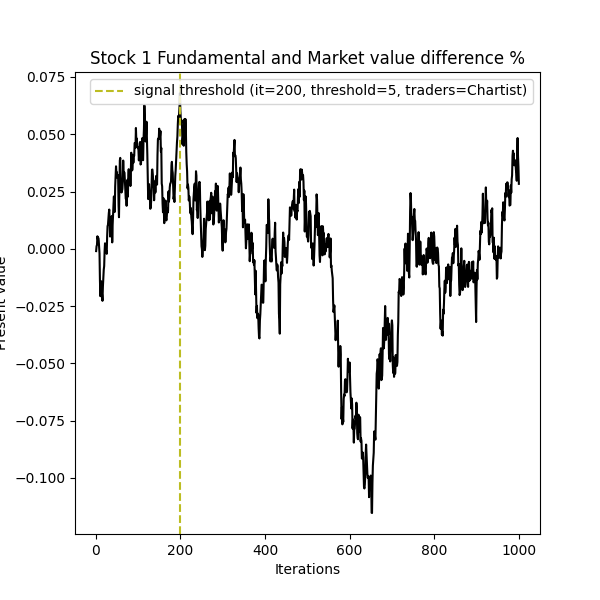 Stock 1 Fundamental and Market value difference %
signal threshold (it=200, threshold=5, traders=Chartist)
0.075
0.050
0.025
0.000
−0.025
−0.050
−0.075
−0.100
Present value
0 200 400 600 800 1000
Iterations